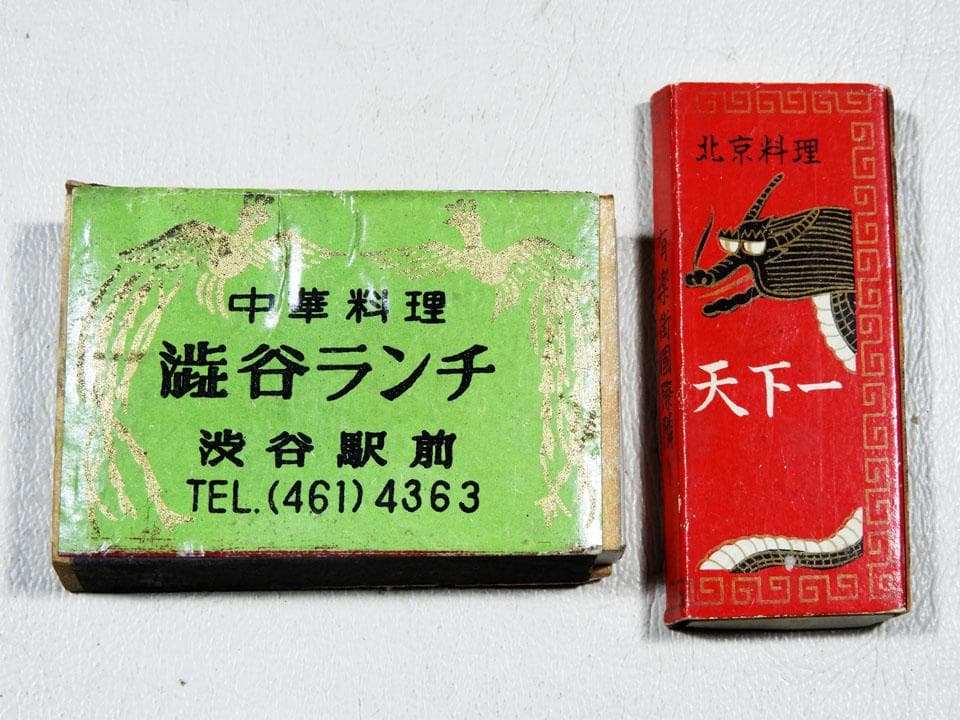 中華料理
澁谷ランチ
渋谷駅前
TEL.(461)4363
北京料理
天下一